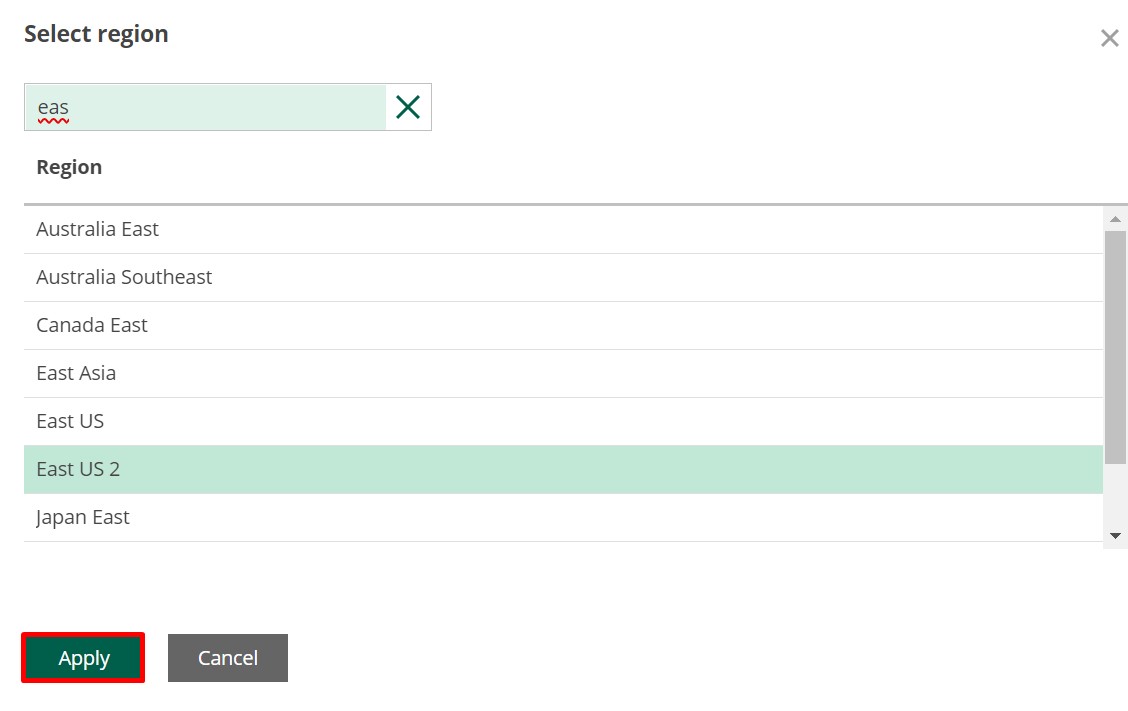 Select region
eas
Region
Australia East
Australia Southeast
Canada East
East Asia
East US
East US 2
Japan East
Apply
Cancel